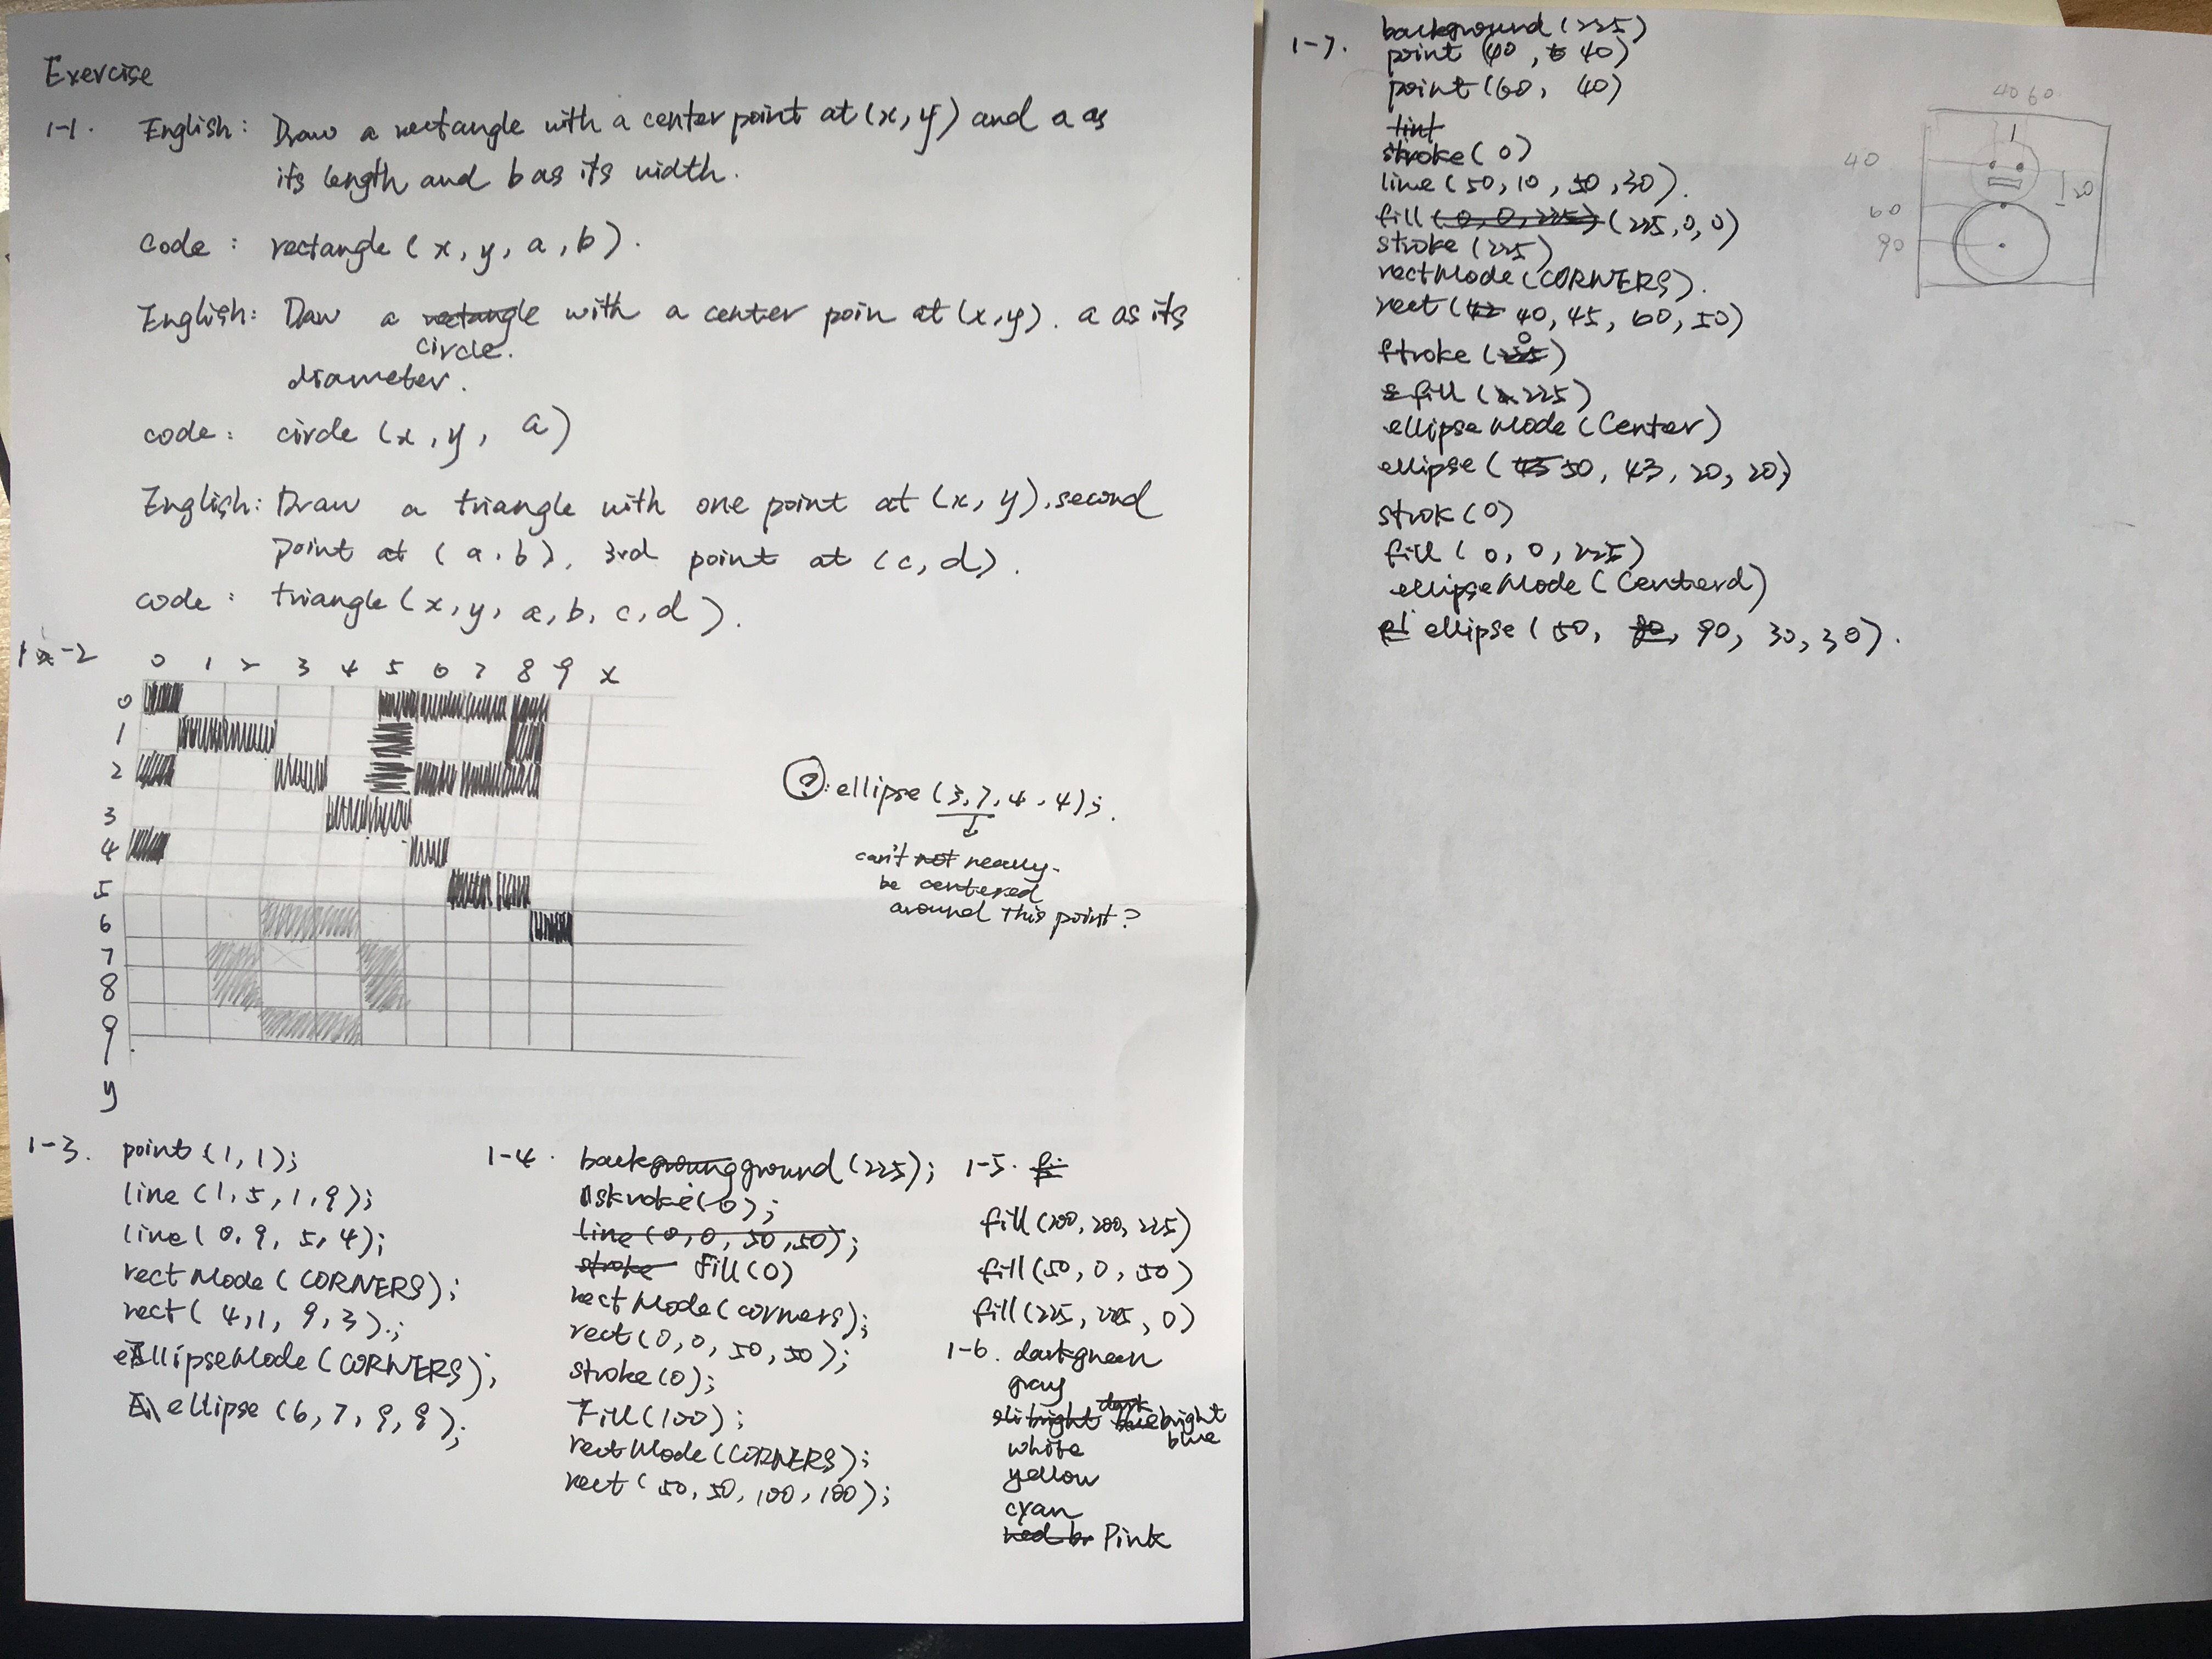 Exercise
1-1. English: Draw a rectangle with a center point at (x, y) and a as
its length and b as its width.
code: rectangle (x, y, a, b).
English: Daw a rectangle with a center poin at (x,y). a as its
circle.
diameter.
code: circle (x, y, a)
English: Draw a triangle with one point at (x, y). second
point at (a. b), 3rd point at (c, d).
code: triangle (x, y, a, b, c, d).
1-2
0 1 2 3 4 5 6 7 8 9 x
0
1
2
3
4
5
6
7
8
9
y
?: ellipse (3, 7, 4, 4);
can't not really
be centered
around this point?
1-3. point (1, 1);
line (1, 5, 1, 9);
line (0, 9, 5, 4);
rectMode (CORNERS);
rect( 4,1, 9,3).;
ellipseMode (CORNERS);
ellipse (6, 7, 9, 9);
1-4. background (225);
line (0, 0, 50, 50);
stroke Fill(0)
rectMode (corners);
rect (0, 0, 50, 50);
stroke (0);
Fill (100);
rectMode (CORNERS);
rect (50, 50, 100, 100);
1-5.
fill (200, 200, 225)
fill (50, 0, 50)
fill (225, 225, 0)
1-6. darkgreen
gray
bright dark bright
blue
white
yellow
cyan
red Pink
1-7. background (225)
point (40, 40)
point (60, 40)
stroke (0)
line (50, 10, 50, 30).
fill (0, 0, 225) (225, 0, 0)
stroke (225)
rectMode (CORNERS).
rect (42 40, 45, 60, 50)
0
stroke (225)
fill (225)
ellipseMode (Center)
ellipse (45 50, 43, 20, 20)
strok (0)
fill (0, 0, 225)
ellipseMode (Centerd)
el ellipse (50, 90, 30, 30).
40 60
40
20
60
90